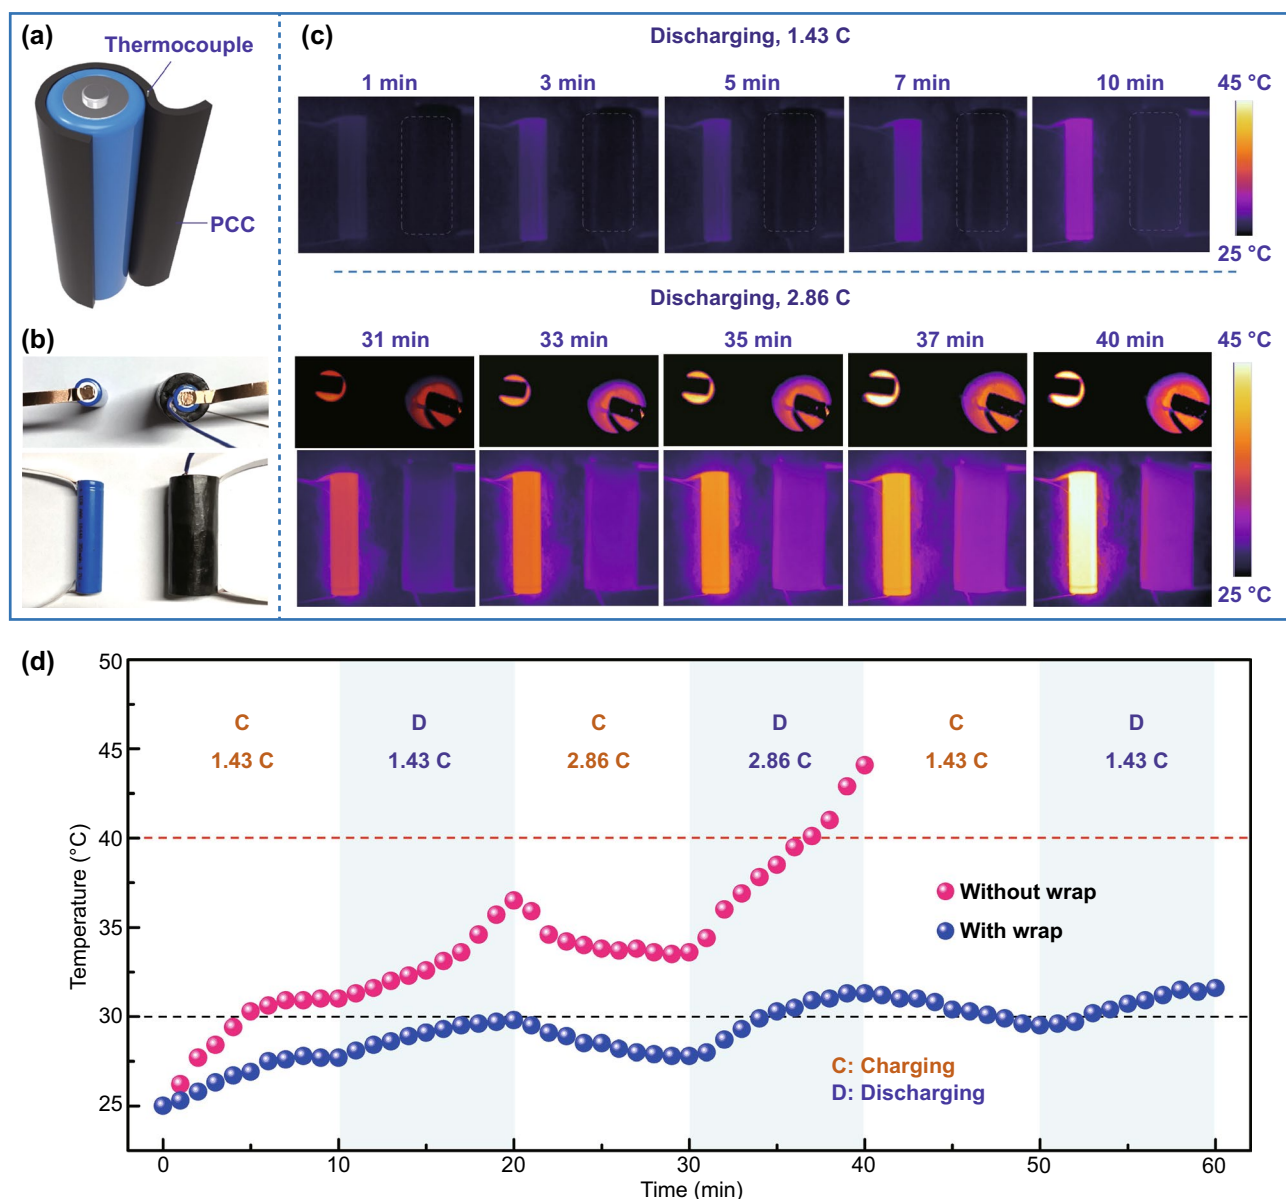 (a)
Thermocouple
PCC
(b)
(c)
Discharging, 1.43 C
1 min 3 min 5 min 7 min 10 min 45 °C
25 °C
Discharging, 2.86 C
31 min 33 min 35 min 37 min 40 min 45 °C
25 °C
(d)
50
45
40
35
30
25
Temperature (°C)
C D C D C D
1.43 C 1.43 C 2.86 C 2.86 C 1.43 C 1.43 C
Without wrap
With wrap
C: Charging
D: Discharging
0 10 20 30 40 50 60
Time (min)